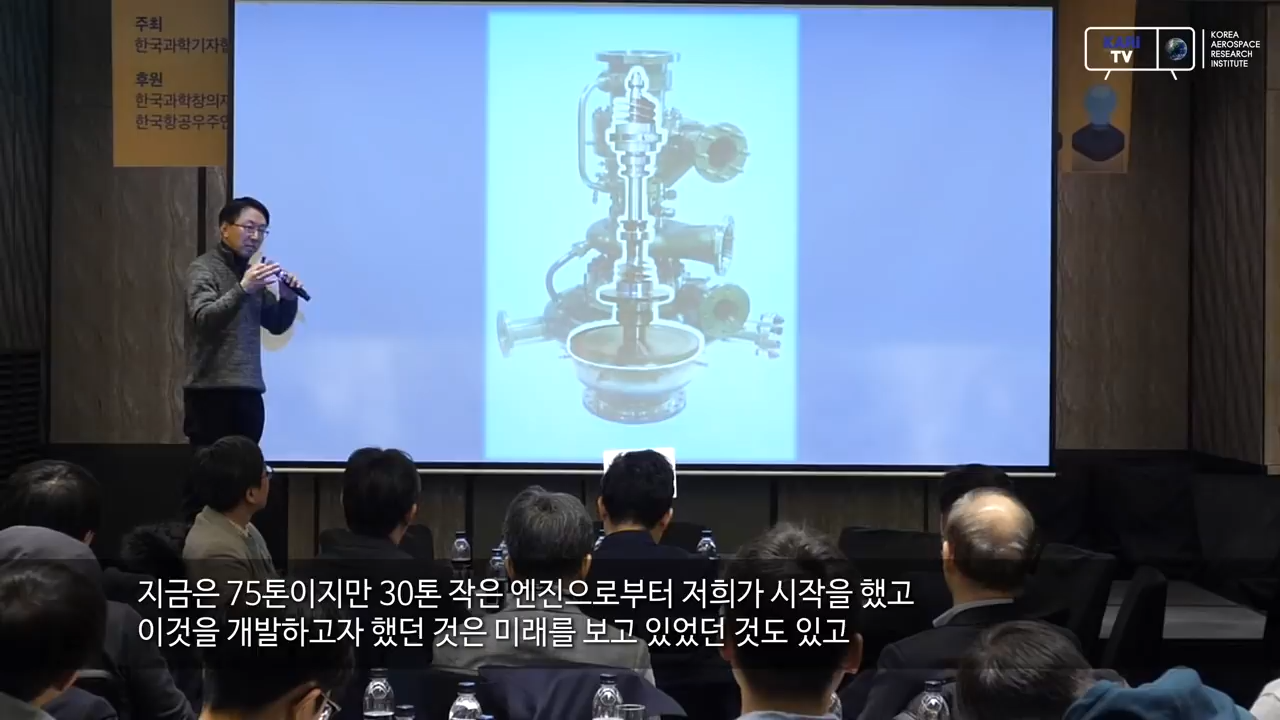 주최
한국과학기자협
후원
한국과학창의재
한국항공우주연
KARI
TV
KOREA
AEROSPACE
RESEARCH
INSTITUTE
지금은 75톤이지만 30톤 작은 엔진으로부터 저희가 시작을 했고
이것을 개발하고자 했던 것은 미래를 보고 있었던 것도 있고